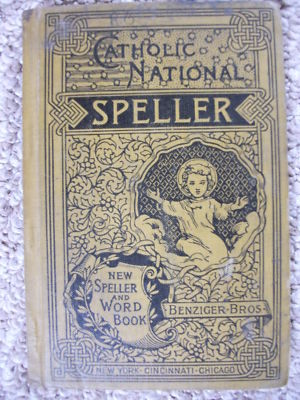 CATHOLIC
NATIONAL
SPELLER
NEW
SPELLER
AND
WORD
BOOK
BENZIGER-BROS-
NEW YORK-CINCINNATI-CHICAGO